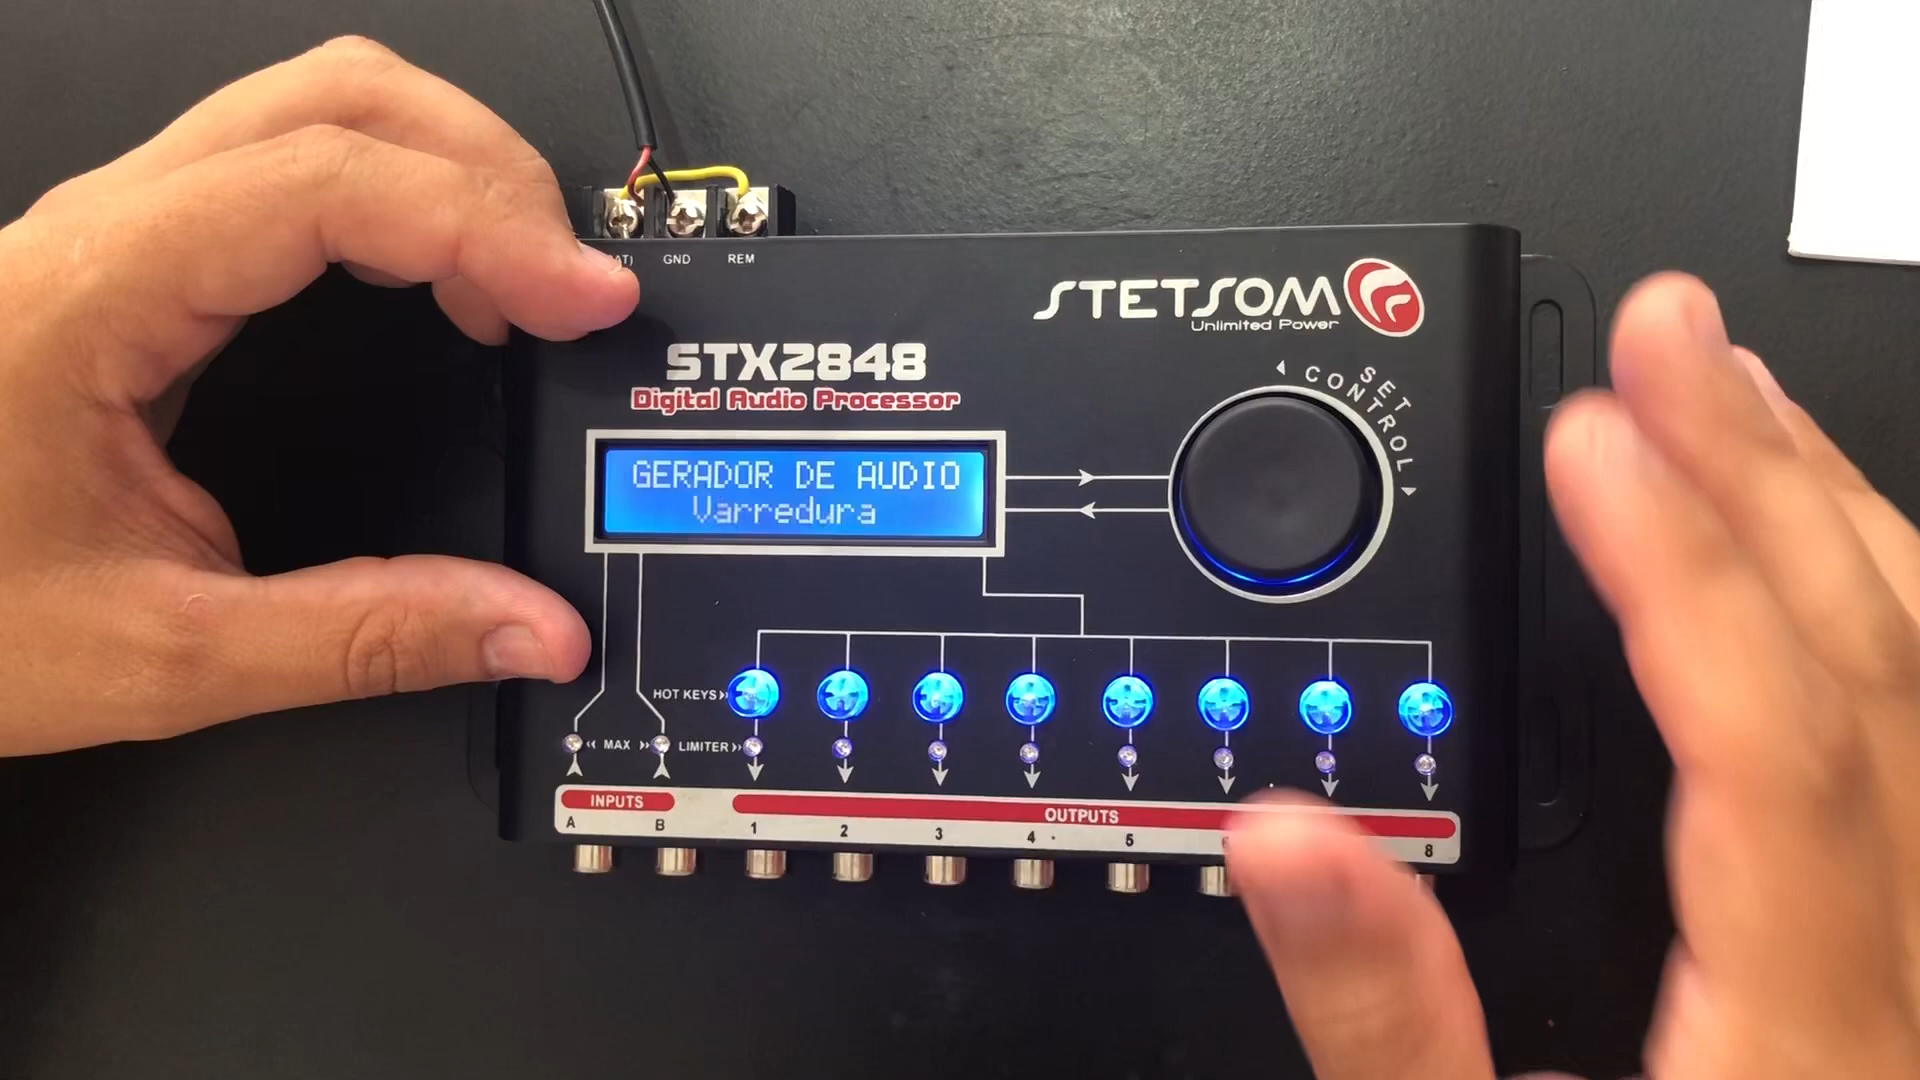 GND REM
STETSOM
Unlimited Power
STX2848
Digital Audio Processor
SET
CONTROL
GERADOR DE AUDIO
Varredura
HOT KEYS
MAX
LIMITER
INPUTS
OUTPUTS
A B 1 2 3 4 5 8